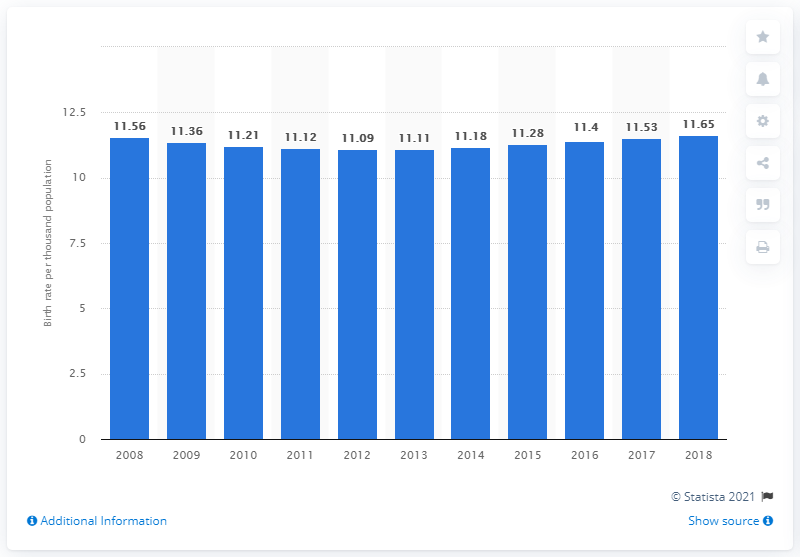 12.5
10
7.5
5
2.5
0
Birth rate per thousand population
11.56 11.36 11.21 11.12 11.09 11.11 11.18 11.28 11.4 11.53 11.65
2008 2009 2010 2011 2012 2013 2014 2015 2016 2017 2018
© Statista 2021
Additional Information
Show source